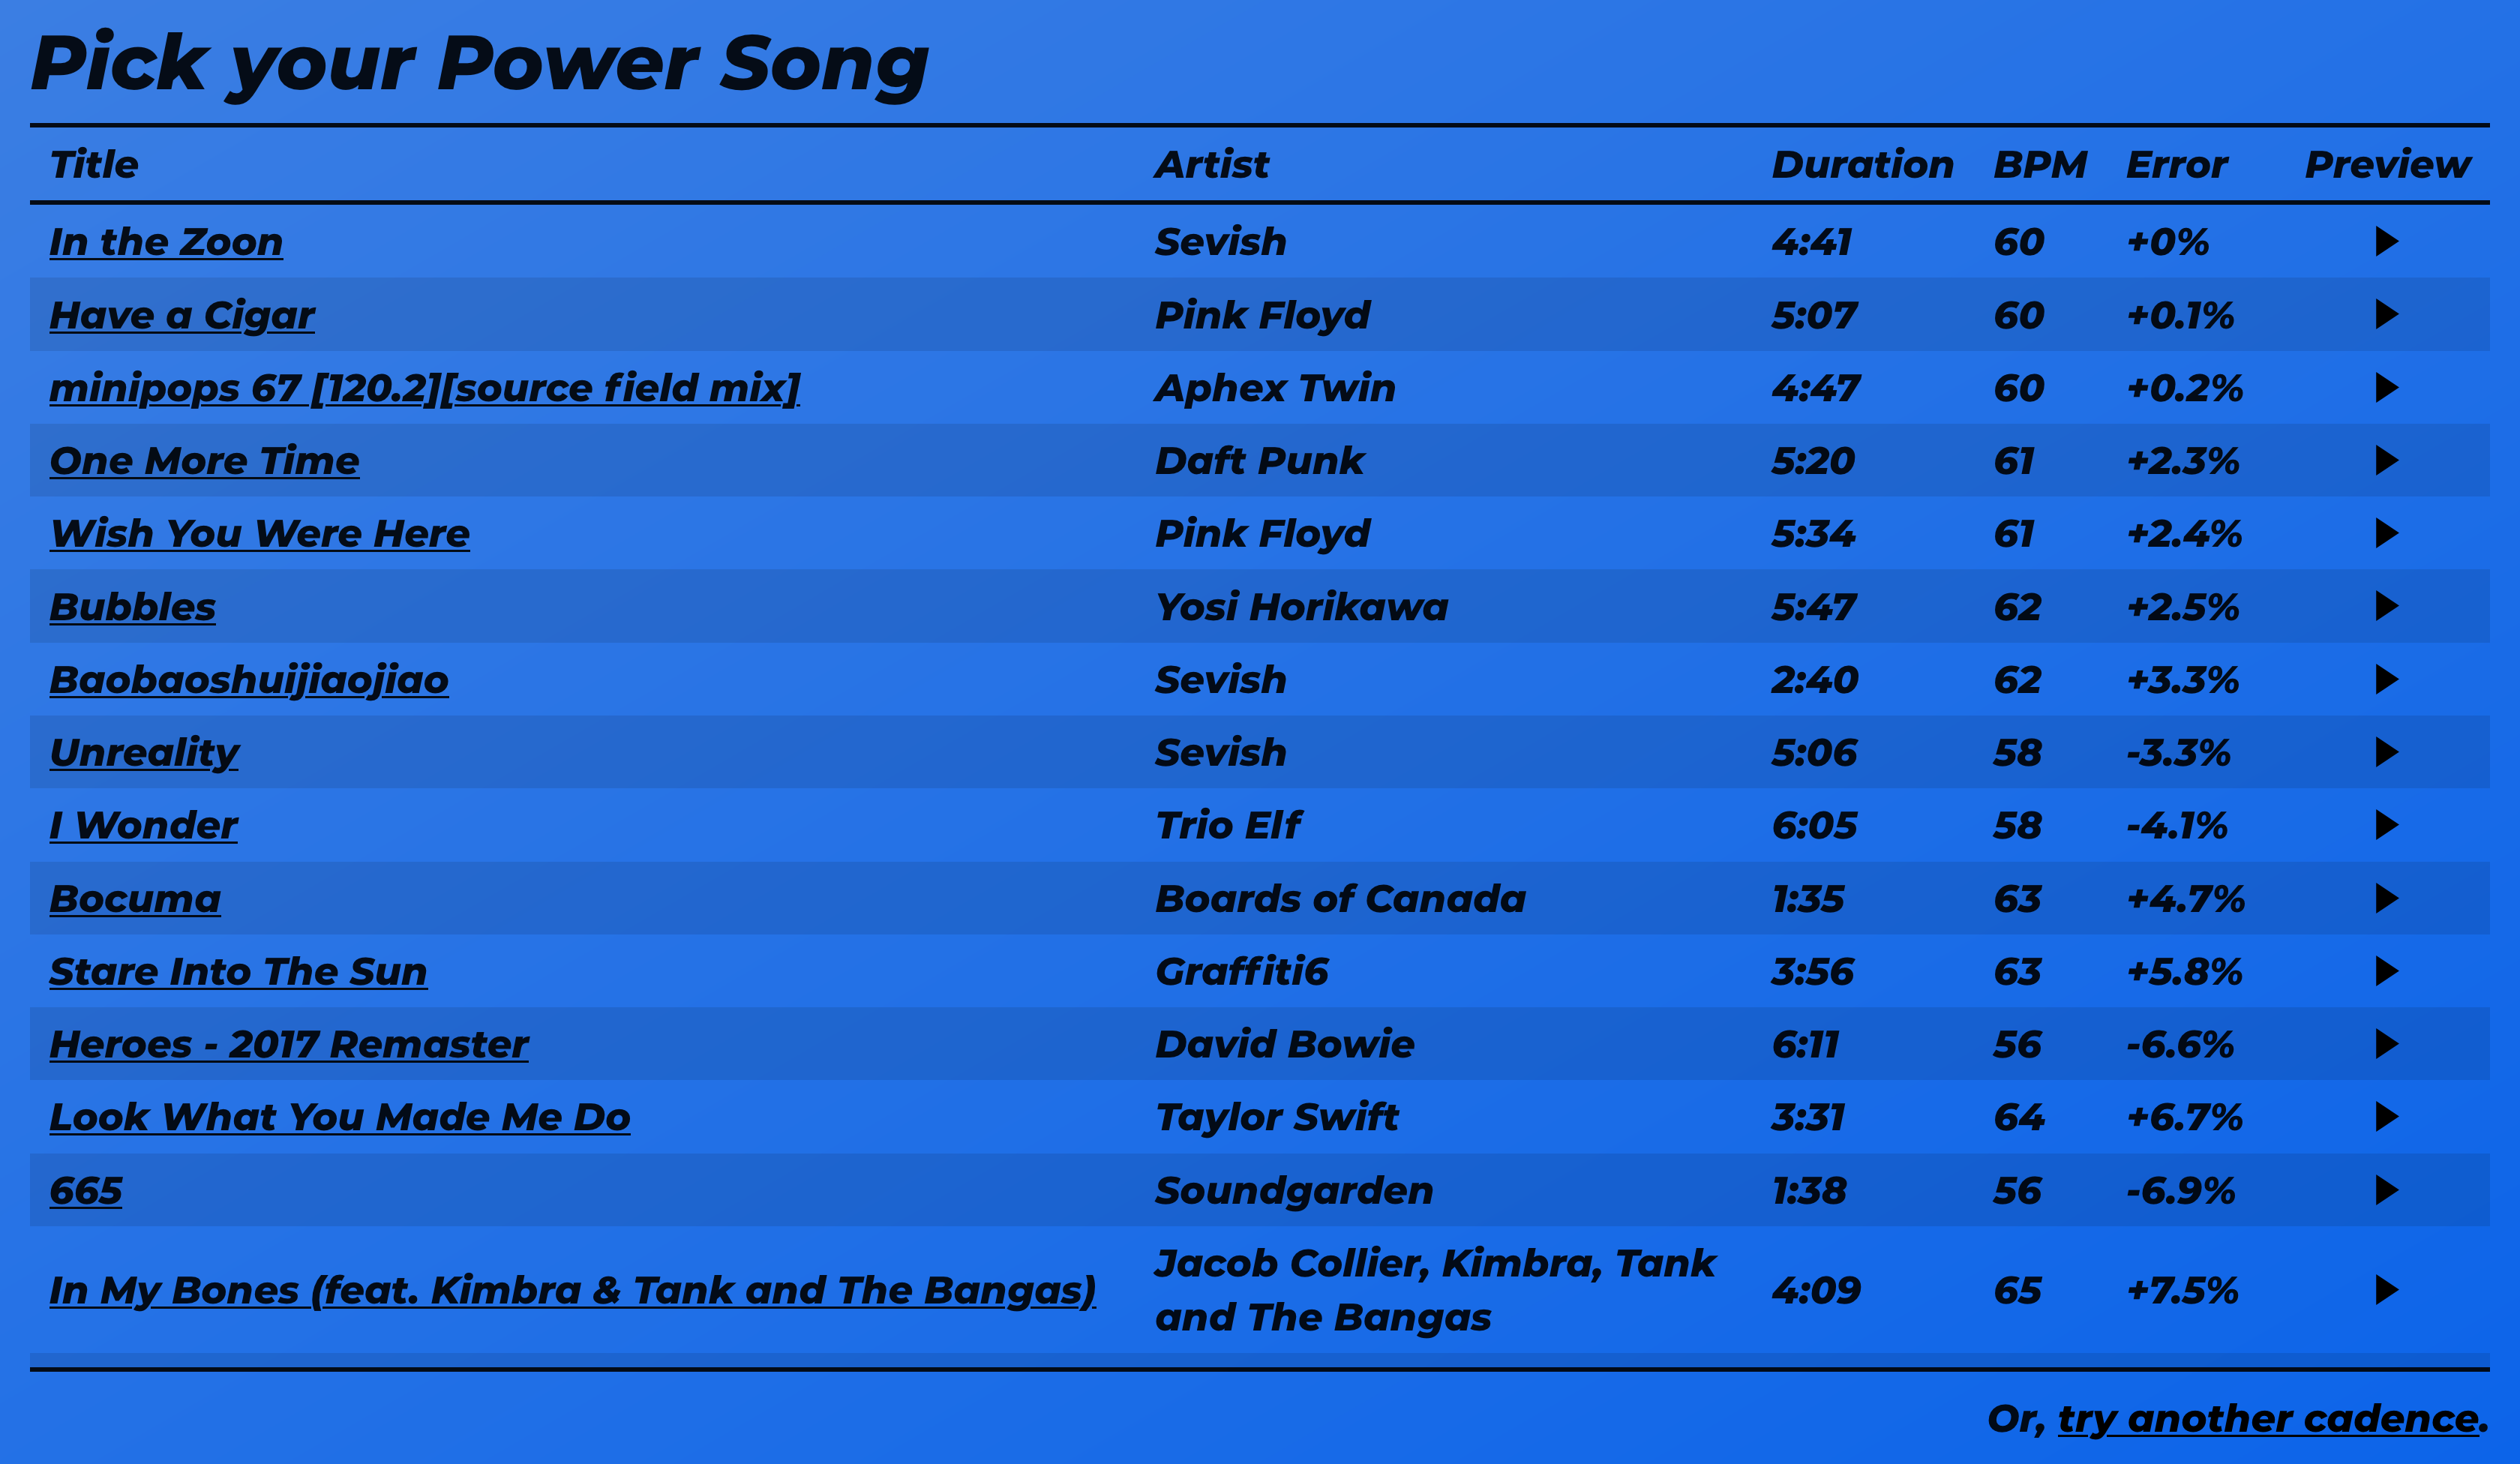 Pick your Power Song
Title Artist Duration BPM Error Preview
In the Zoon Sevish 4:41 60 +0%
Have a Cigar Pink Floyd 5:07 60 +0.1%
minipops 67 [120.2][source field mix] Aphex Twin 4:47 60 +0.2%
One More Time Daft Punk 5:20 61 +2.3%
Wish You Were Here Pink Floyd 5:34 61 +2.4%
Bubbles Yosi Horikawa 5:47 62 +2.5%
Baobaoshuijiaojiao Sevish 2:40 62 +3.3%
Unreality Sevish 5:06 58 -3.3%
I Wonder Trio Elf 6:05 58 -4.1%
Bocuma Boards of Canada 1:35 63 +4.7%
Stare Into The Sun Graffiti6 3:56 63 +5.8%
Heroes - 2017 Remaster David Bowie 6:11 56 -6.6%
Look What You Made Me Do Taylor Swift 3:31 64 +6.7%
665 Soundgarden 1:38 56 -6.9%
In My Bones (feat. Kimbra & Tank and The Bangas) Jacob Collier, Kimbra, Tank
and The Bangas 4:09 65 +7.5%
Or, try another cadence.